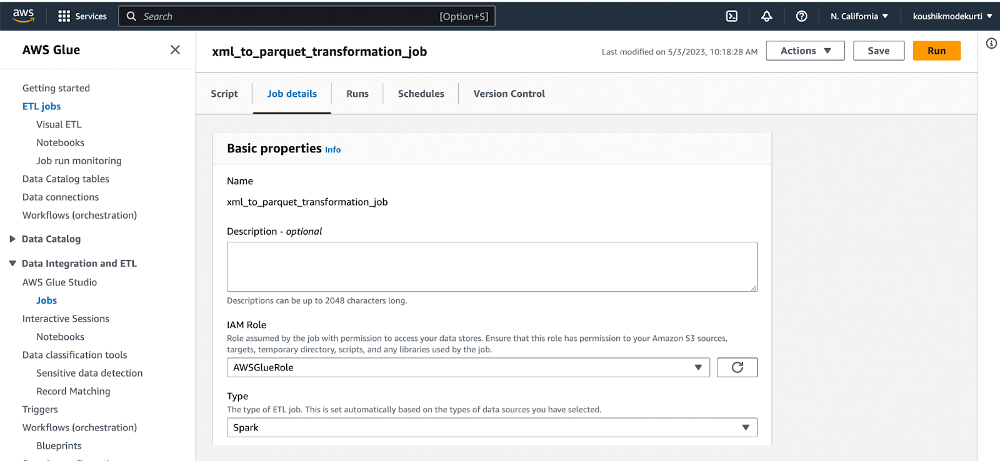 aws
Services
Search
[Option+S]
N. California
koushikmodekurti
AWS Glue
Getting started
ETL jobs
Visual ETL
Notebooks
Job run monitoring
Data Catalog tables
Data connections
Workflows (orchestration)
Data Catalog
Data Integration and ETL
AWS Glue Studio
Jobs
Interactive Sessions
Notebooks
Data classification tools
Sensitive data detection
Record Matching
Triggers
Workflows (orchestration)
Blueprints
xml_to_parquet_transformation_job
Last modified on 5/3/2023, 10:18:28 AM
Actions
Save
Run
Script
Job details
Runs
Schedules
Version Control
Basic properties Info
Name
xml_to_parquet_transformation_job
Description - optional
Descriptions can be up to 2048 characters long.
IAM Role
Role assumed by the job with permission to access your data stores. Ensure that this role has permission to your Amazon S3 sources,
targets, temporary directory, scripts, and any libraries used by the job.
AWSGlueRole
Type
The type of ETL job. This is set automatically based on the types of data sources you have selected.
Spark